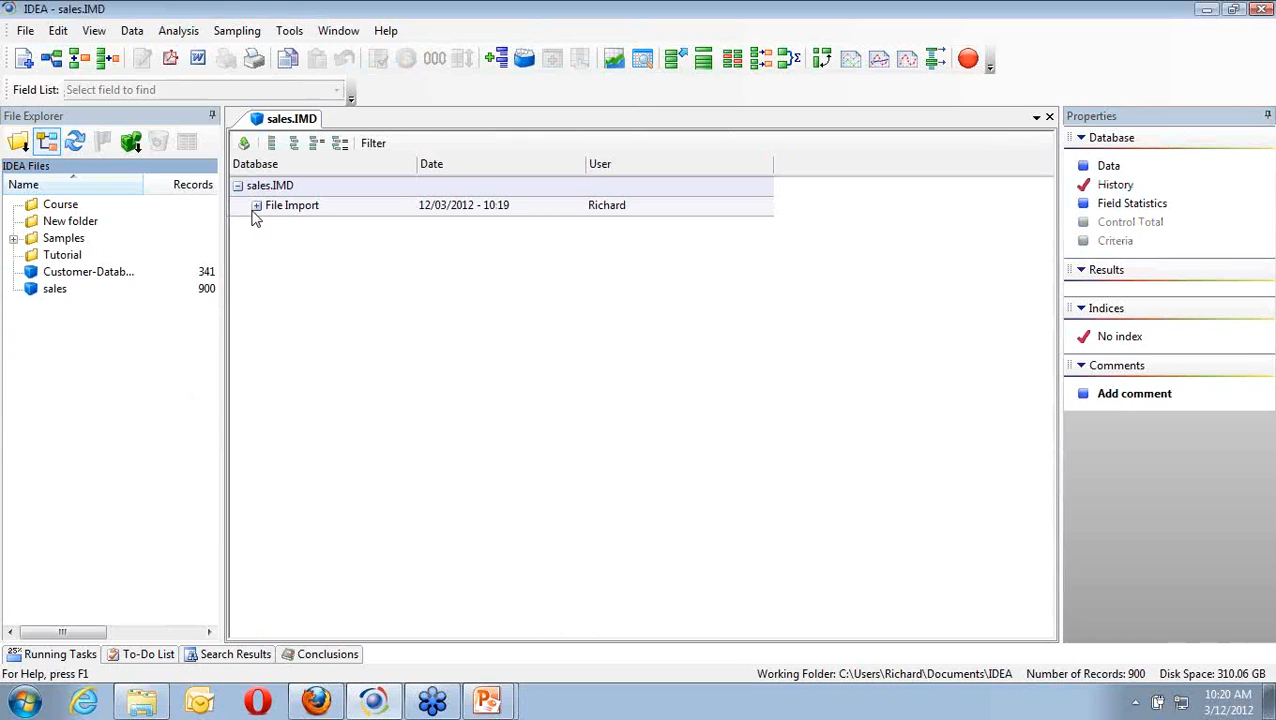 IDEA - sales.IMD
File Edit View Data Analysis Sampling Tools Window Help
Field List: Select field to find
File Explorer
IDEA Files
Name Records
Course
New folder
Samples
Tutorial
Customer-Datab... 341
sales 900
sales.IMD
Filter
Database Date User
sales.IMD
File Import 12/03/2012 - 10:19 Richard
Properties
Database
Data
History
Field Statistics
Control Total
Criteria
Results
Indices
No index
Comments
Add comment
Running Tasks To-Do List Search Results Conclusions
For Help, press F1 Working Folder: C:\Users\Richard\Documents\IDEA Number of Records: 900 Disk Space: 310.06 GB
10:20 AM
3/12/2012